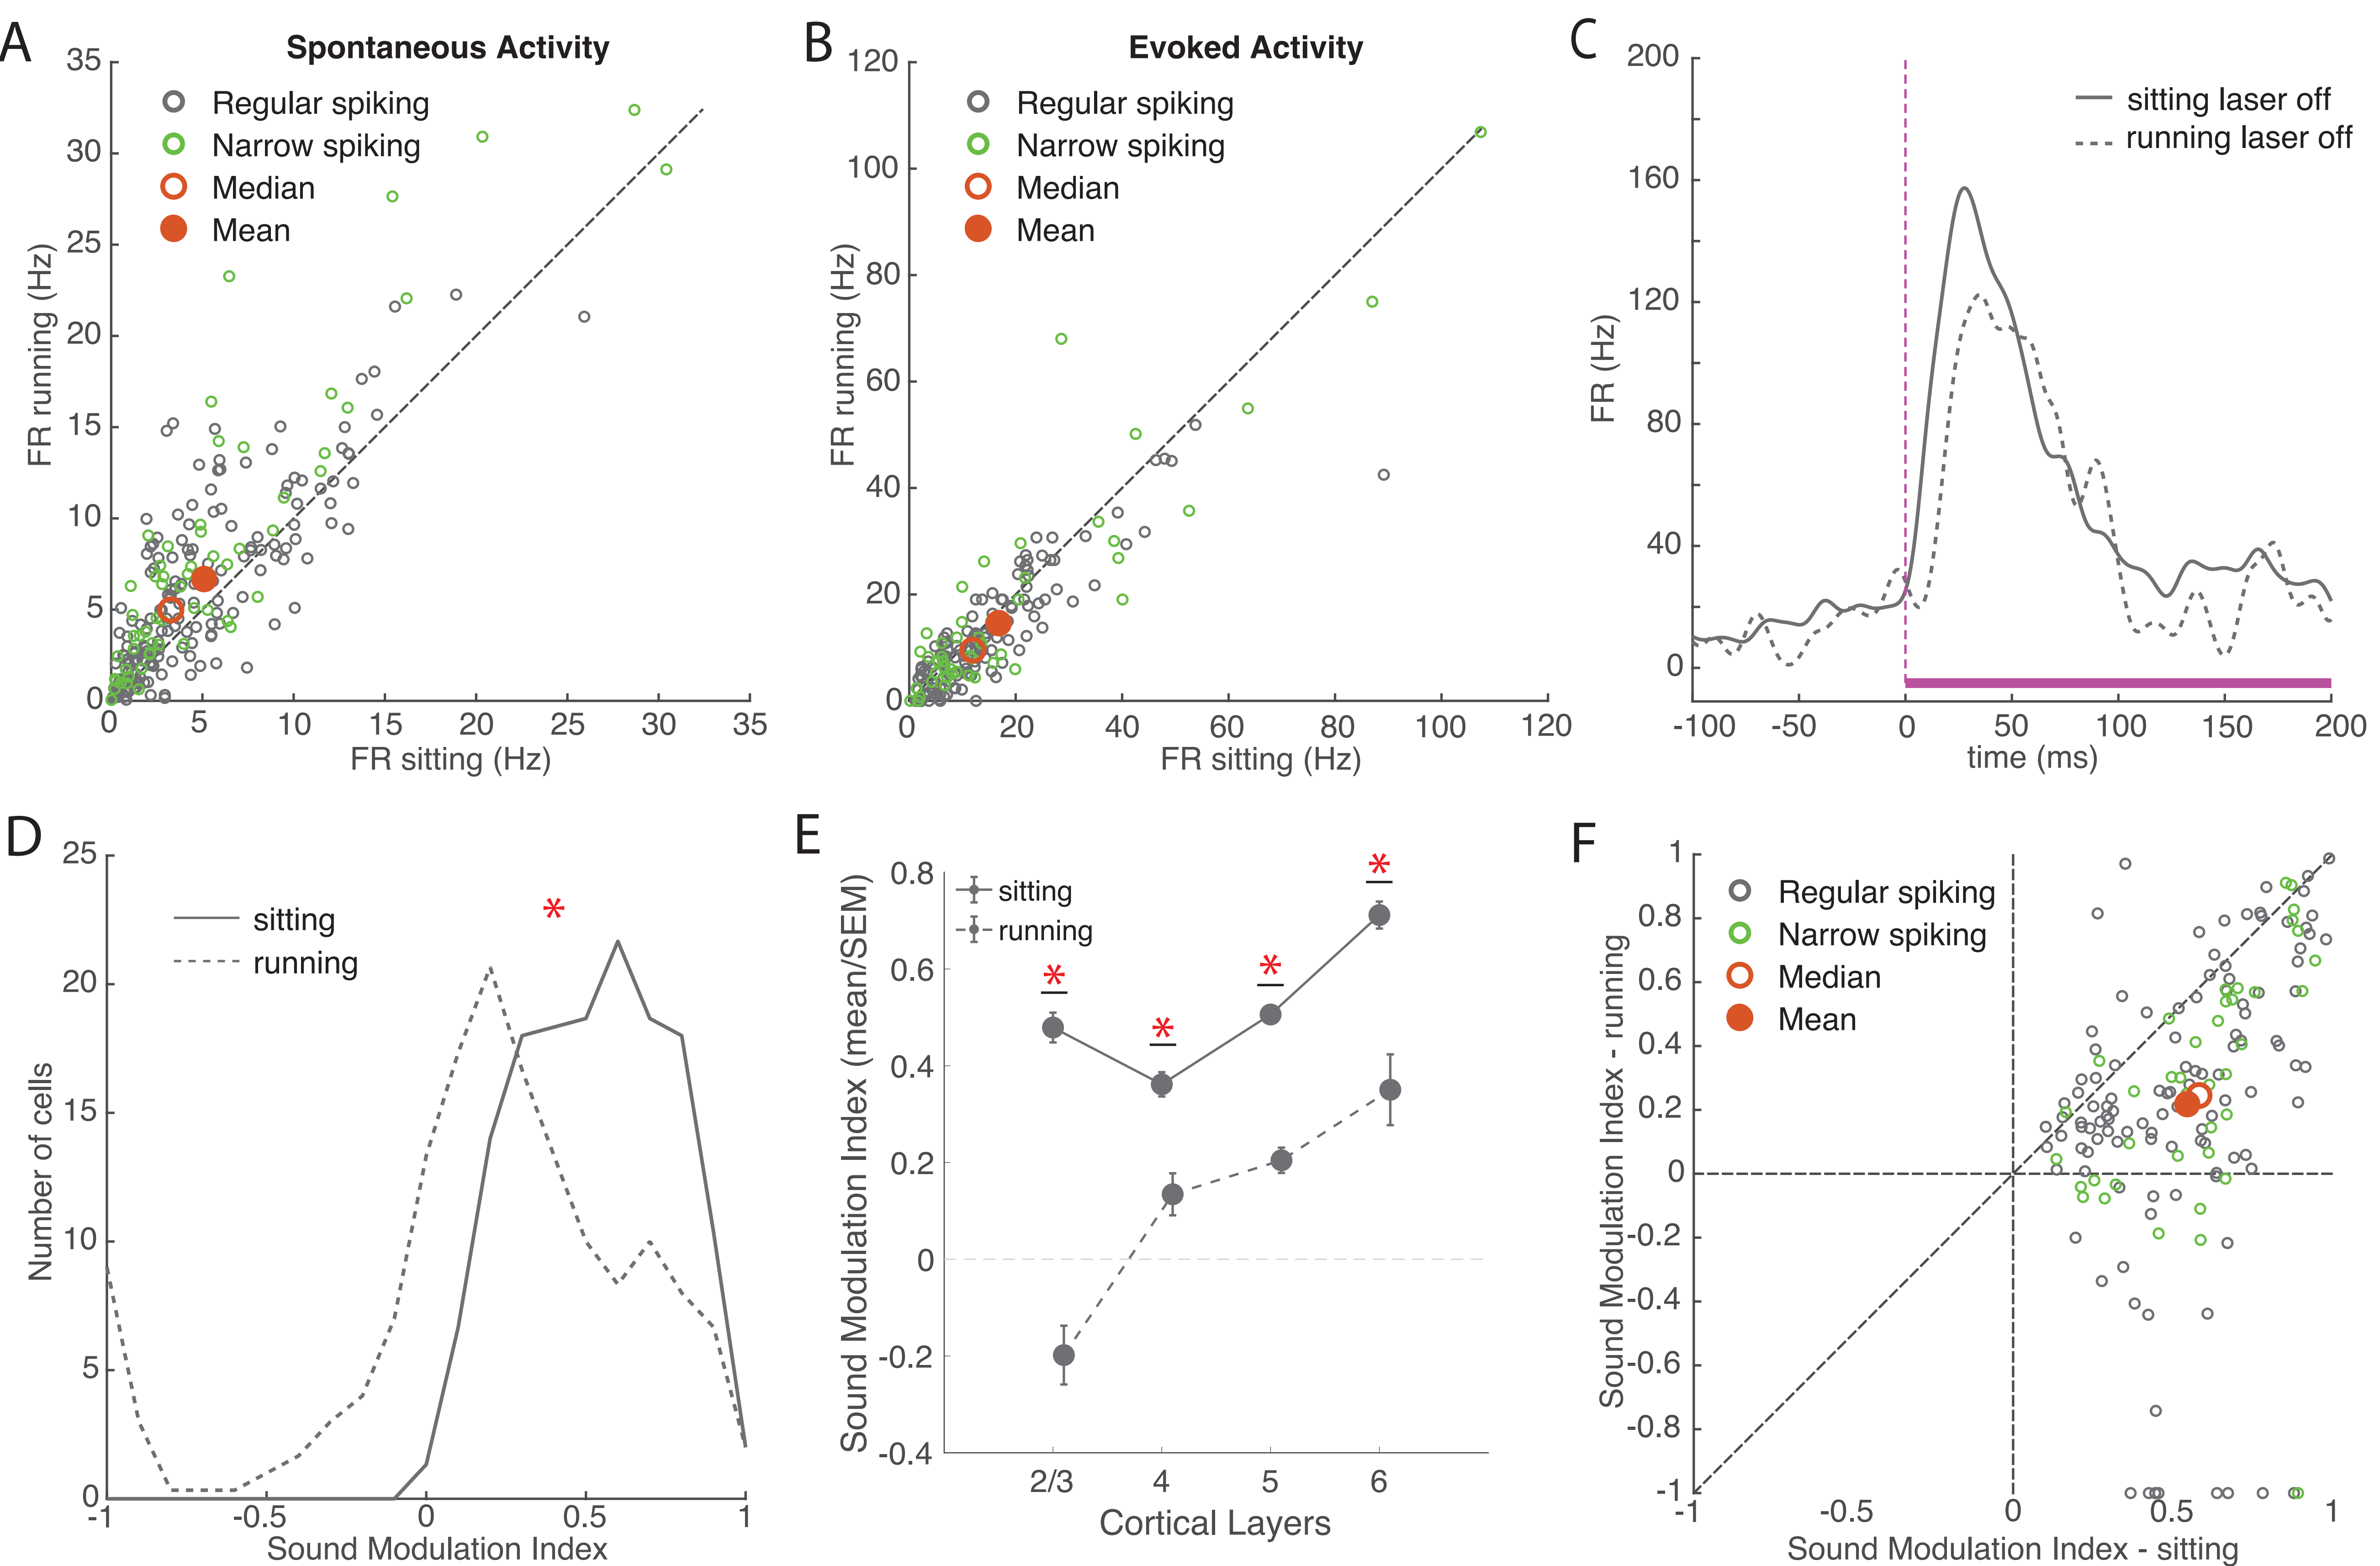 A
Spontaneous Activity
35
30
25
20
15
10
5
0
FR running (Hz)
Regular spiking
Narrow spiking
Median
Mean
0 5 10 15 20 25 30 35
FR sitting (Hz)
B
Evoked Activity
120
100
80
60
40
20
0
FR running (Hz)
Regular spiking
Narrow spiking
Median
Mean
0 20 40 60 80 100 120
FR sitting (Hz)
C
200
160
120
80
40
0
FR (Hz)
sitting laser off
running laser off
-100 -50 0 50 100 150 200
time (ms)
D
25
20
15
10
5
0
Number of cells
sitting
running
*
-1 -0.5 0 0.5 1
Sound Modulation Index
E
0.8
0.6
0.4
0.2
0
-0.2
-0.4
Sound Modulation Index (mean/SEM)
sitting
running
* * * *
2/3 4 5 6
Cortical Layers
F
1
0.8
0.6
0.4
0.2
0
-0.2
-0.4
-0.6
-0.8
-1
Sound Modulation Index - running
Regular spiking
Narrow spiking
Median
Mean
-1 -0.5 0 0.5 1
Sound Modulation Index - sitting